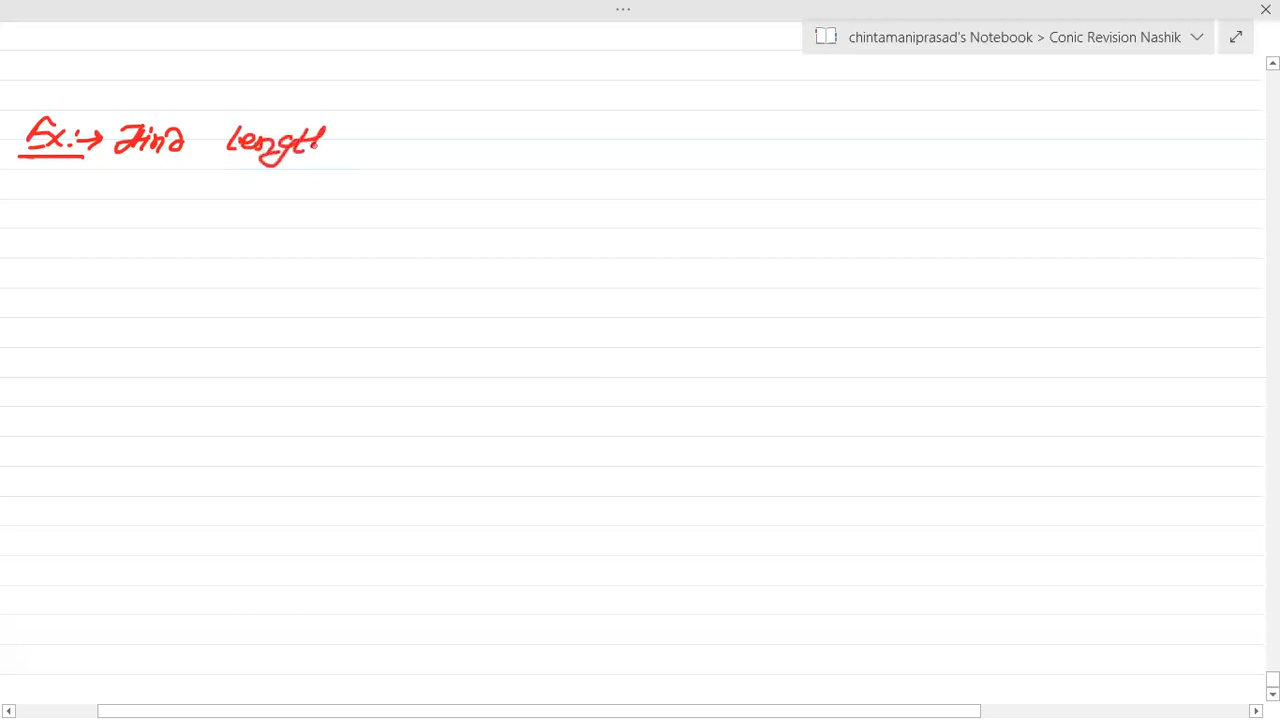 chintamaniprasad's Notebook > Conic Revision Nashik
Ex:→ Find Length